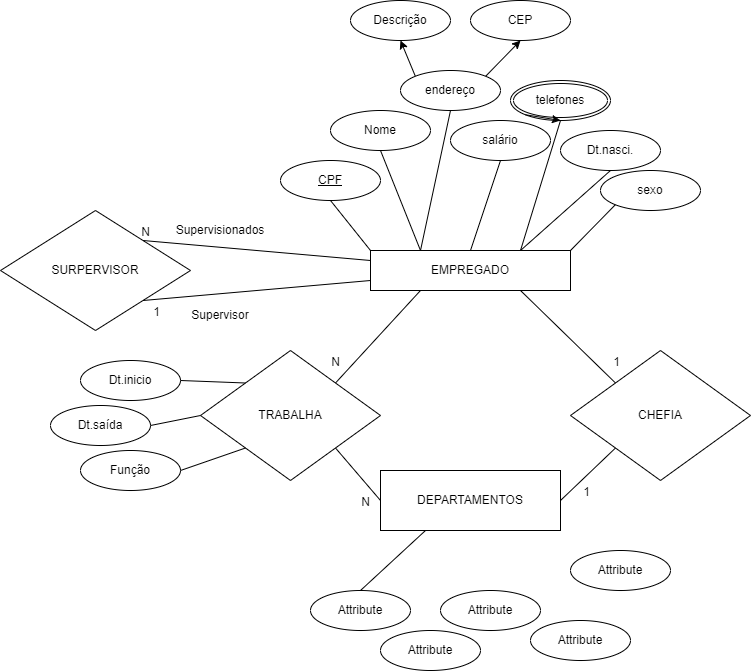 Descrição
CEP
endereço
telefones
Nome
salário
Dt.nasci.
CPF
sexo
N
Supervisionados
SURPERVISOR
EMPREGADO
1
Supervisor
N
1
Dt.inicio
Dt.saída
TRABALHA
CHEFIA
Função
N
DEPARTAMENTOS
1
Attribute
Attribute
Attribute
Attribute
Attribute